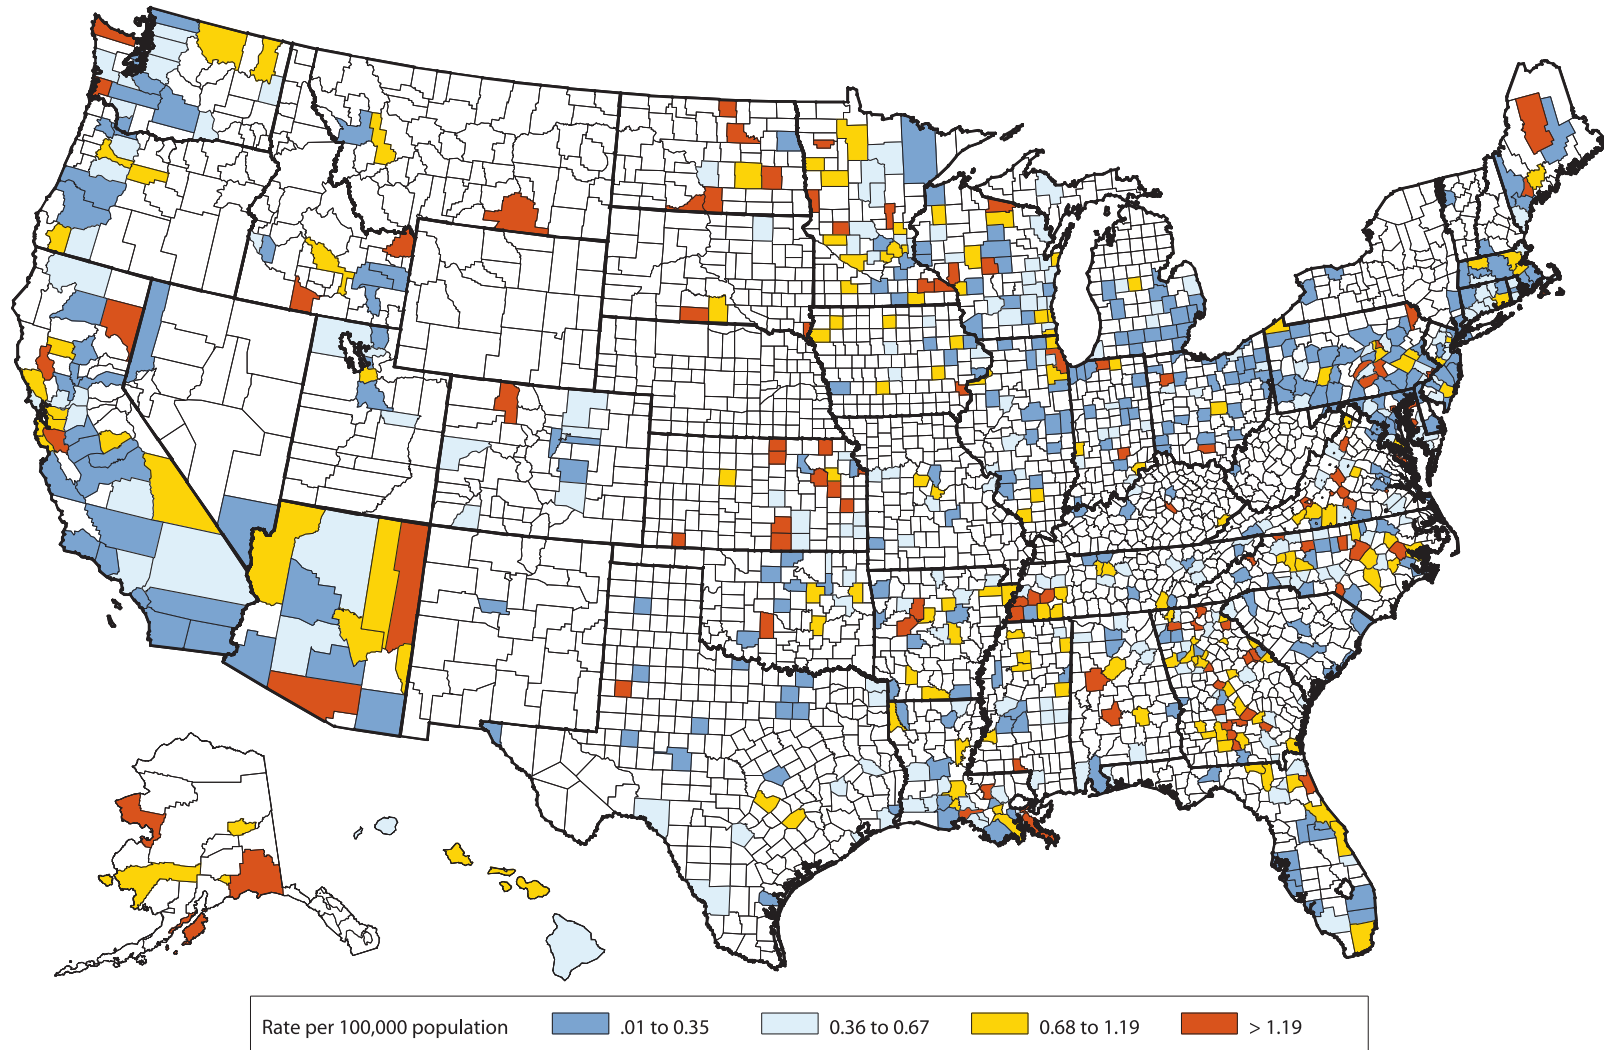 Rate per 100,000 population .01 to 0.35 0.36 to 0.67 0.68 to 1.19 > 1.19